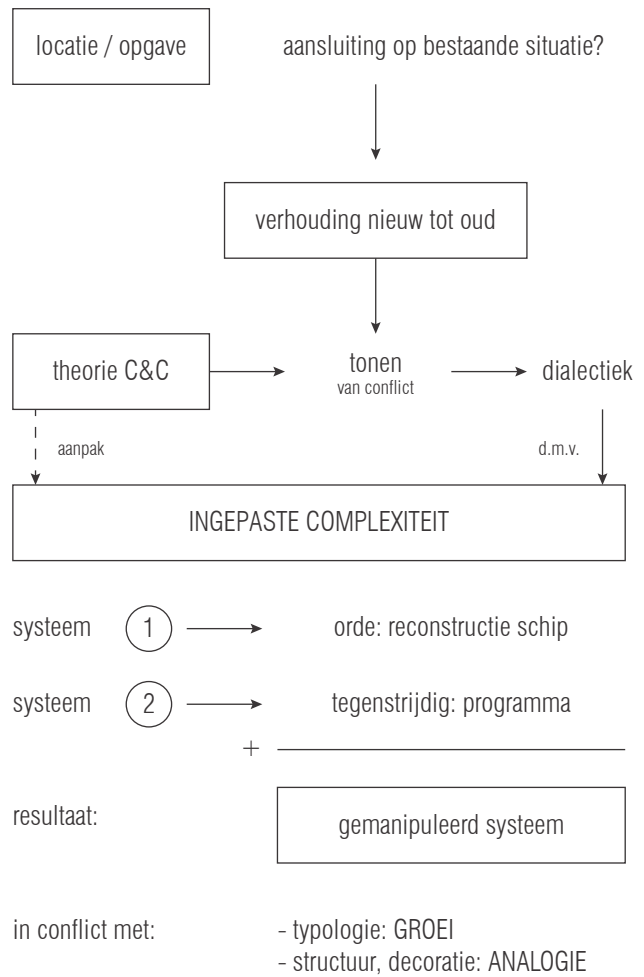 locatie / opgave
aansluiting op bestaande situatie?
verhouding nieuw tot oud
theorie C&C
tonen
van conflict
dialectiek
aanpak
d.m.v.
INGEPASTE COMPLEXITEIT
systeem 1 orde: reconstructie schip
systeem 2 tegenstrijdig: programma
+
resultaat: gemanipuleerd systeem
in conflict met: - typologie: GROEI
- structuur, decoratie: ANALOGIE